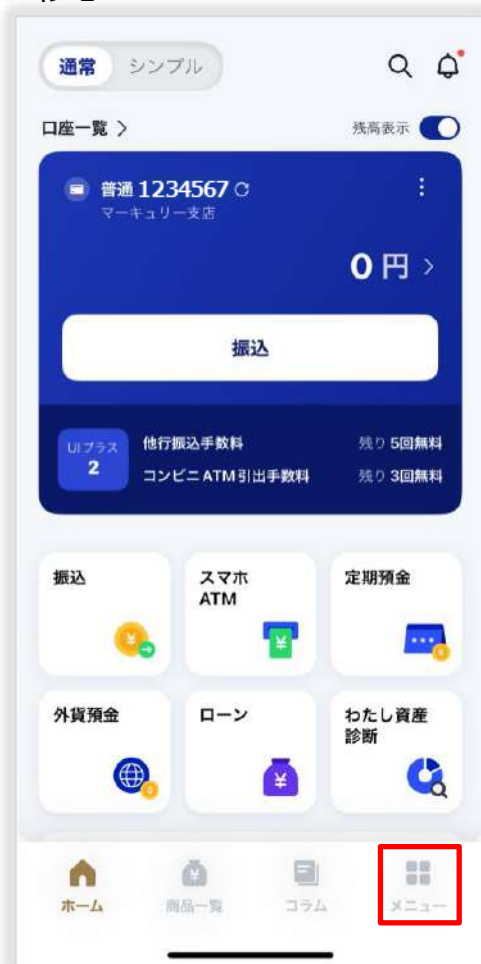 通常 シンプル
口座一覧 〉
残高表示
普通 1234567
マーキュリー支店
0 円 〉
振込
UIプラス
2
他行振込手数料 残り 5回無料
コンビニATM引出手数料 残り 3回無料
振込
スマホ
ATM
定期預金
外貨預金
ローン
わたし資産
診断
ホーム
商品一覧
コラム
メニュー